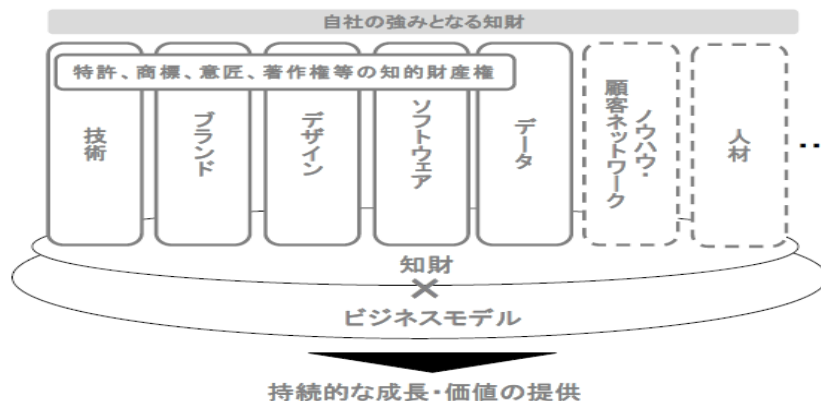 自社の強みとなる知財
特許、商標、意匠、著作権等の知的財産権
技術
ブランド
デザイン
ソフトウェア
データ
ノウハウ・
顧客ネットワーク
人材
‥
知財
×
ビジネスモデル
持続的な成長・価値の提供